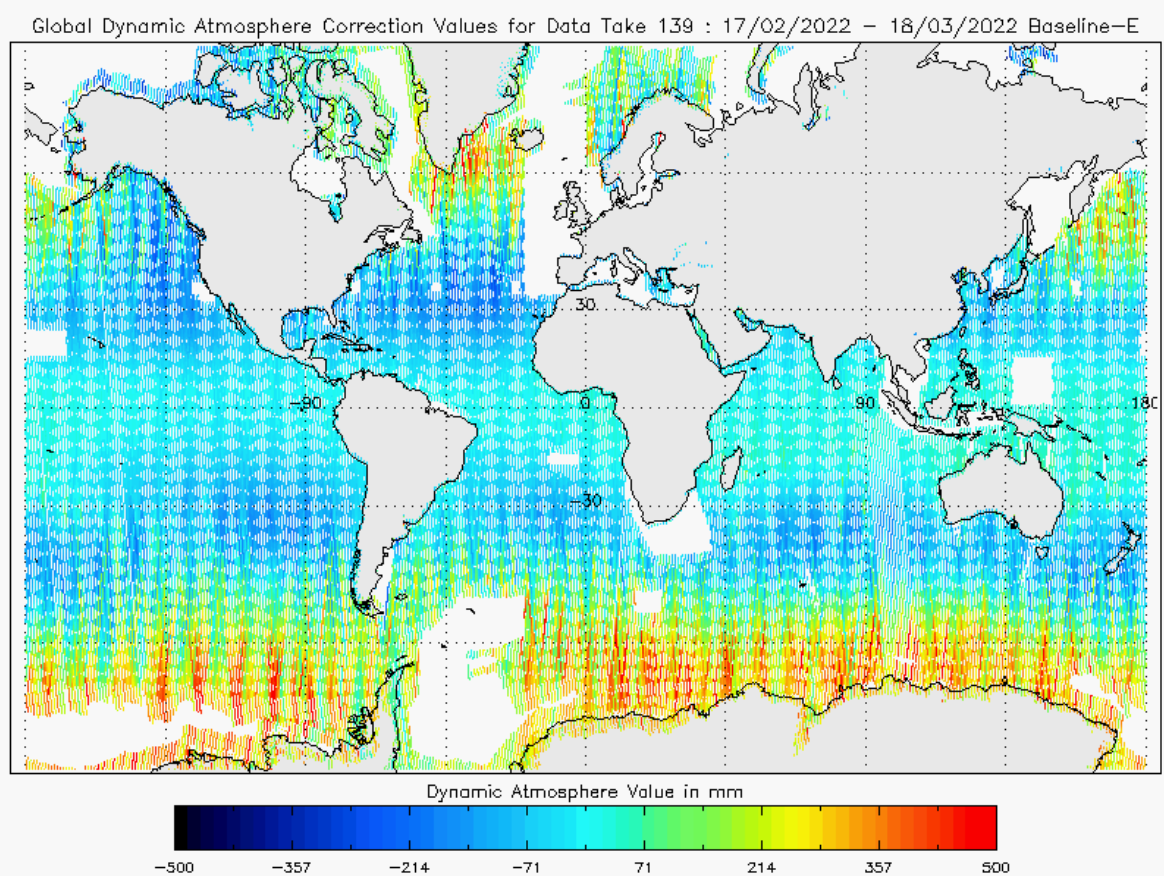 Global Dynamic Atmosphere Correction Values for Data Take 139 : 17/02/2022 - 18/03/2022 Baseline-E
30
-90 0 90 180
-30
Dynamic Atmosphere Value in mm
-500 -357 -214 -71 71 214 357 500